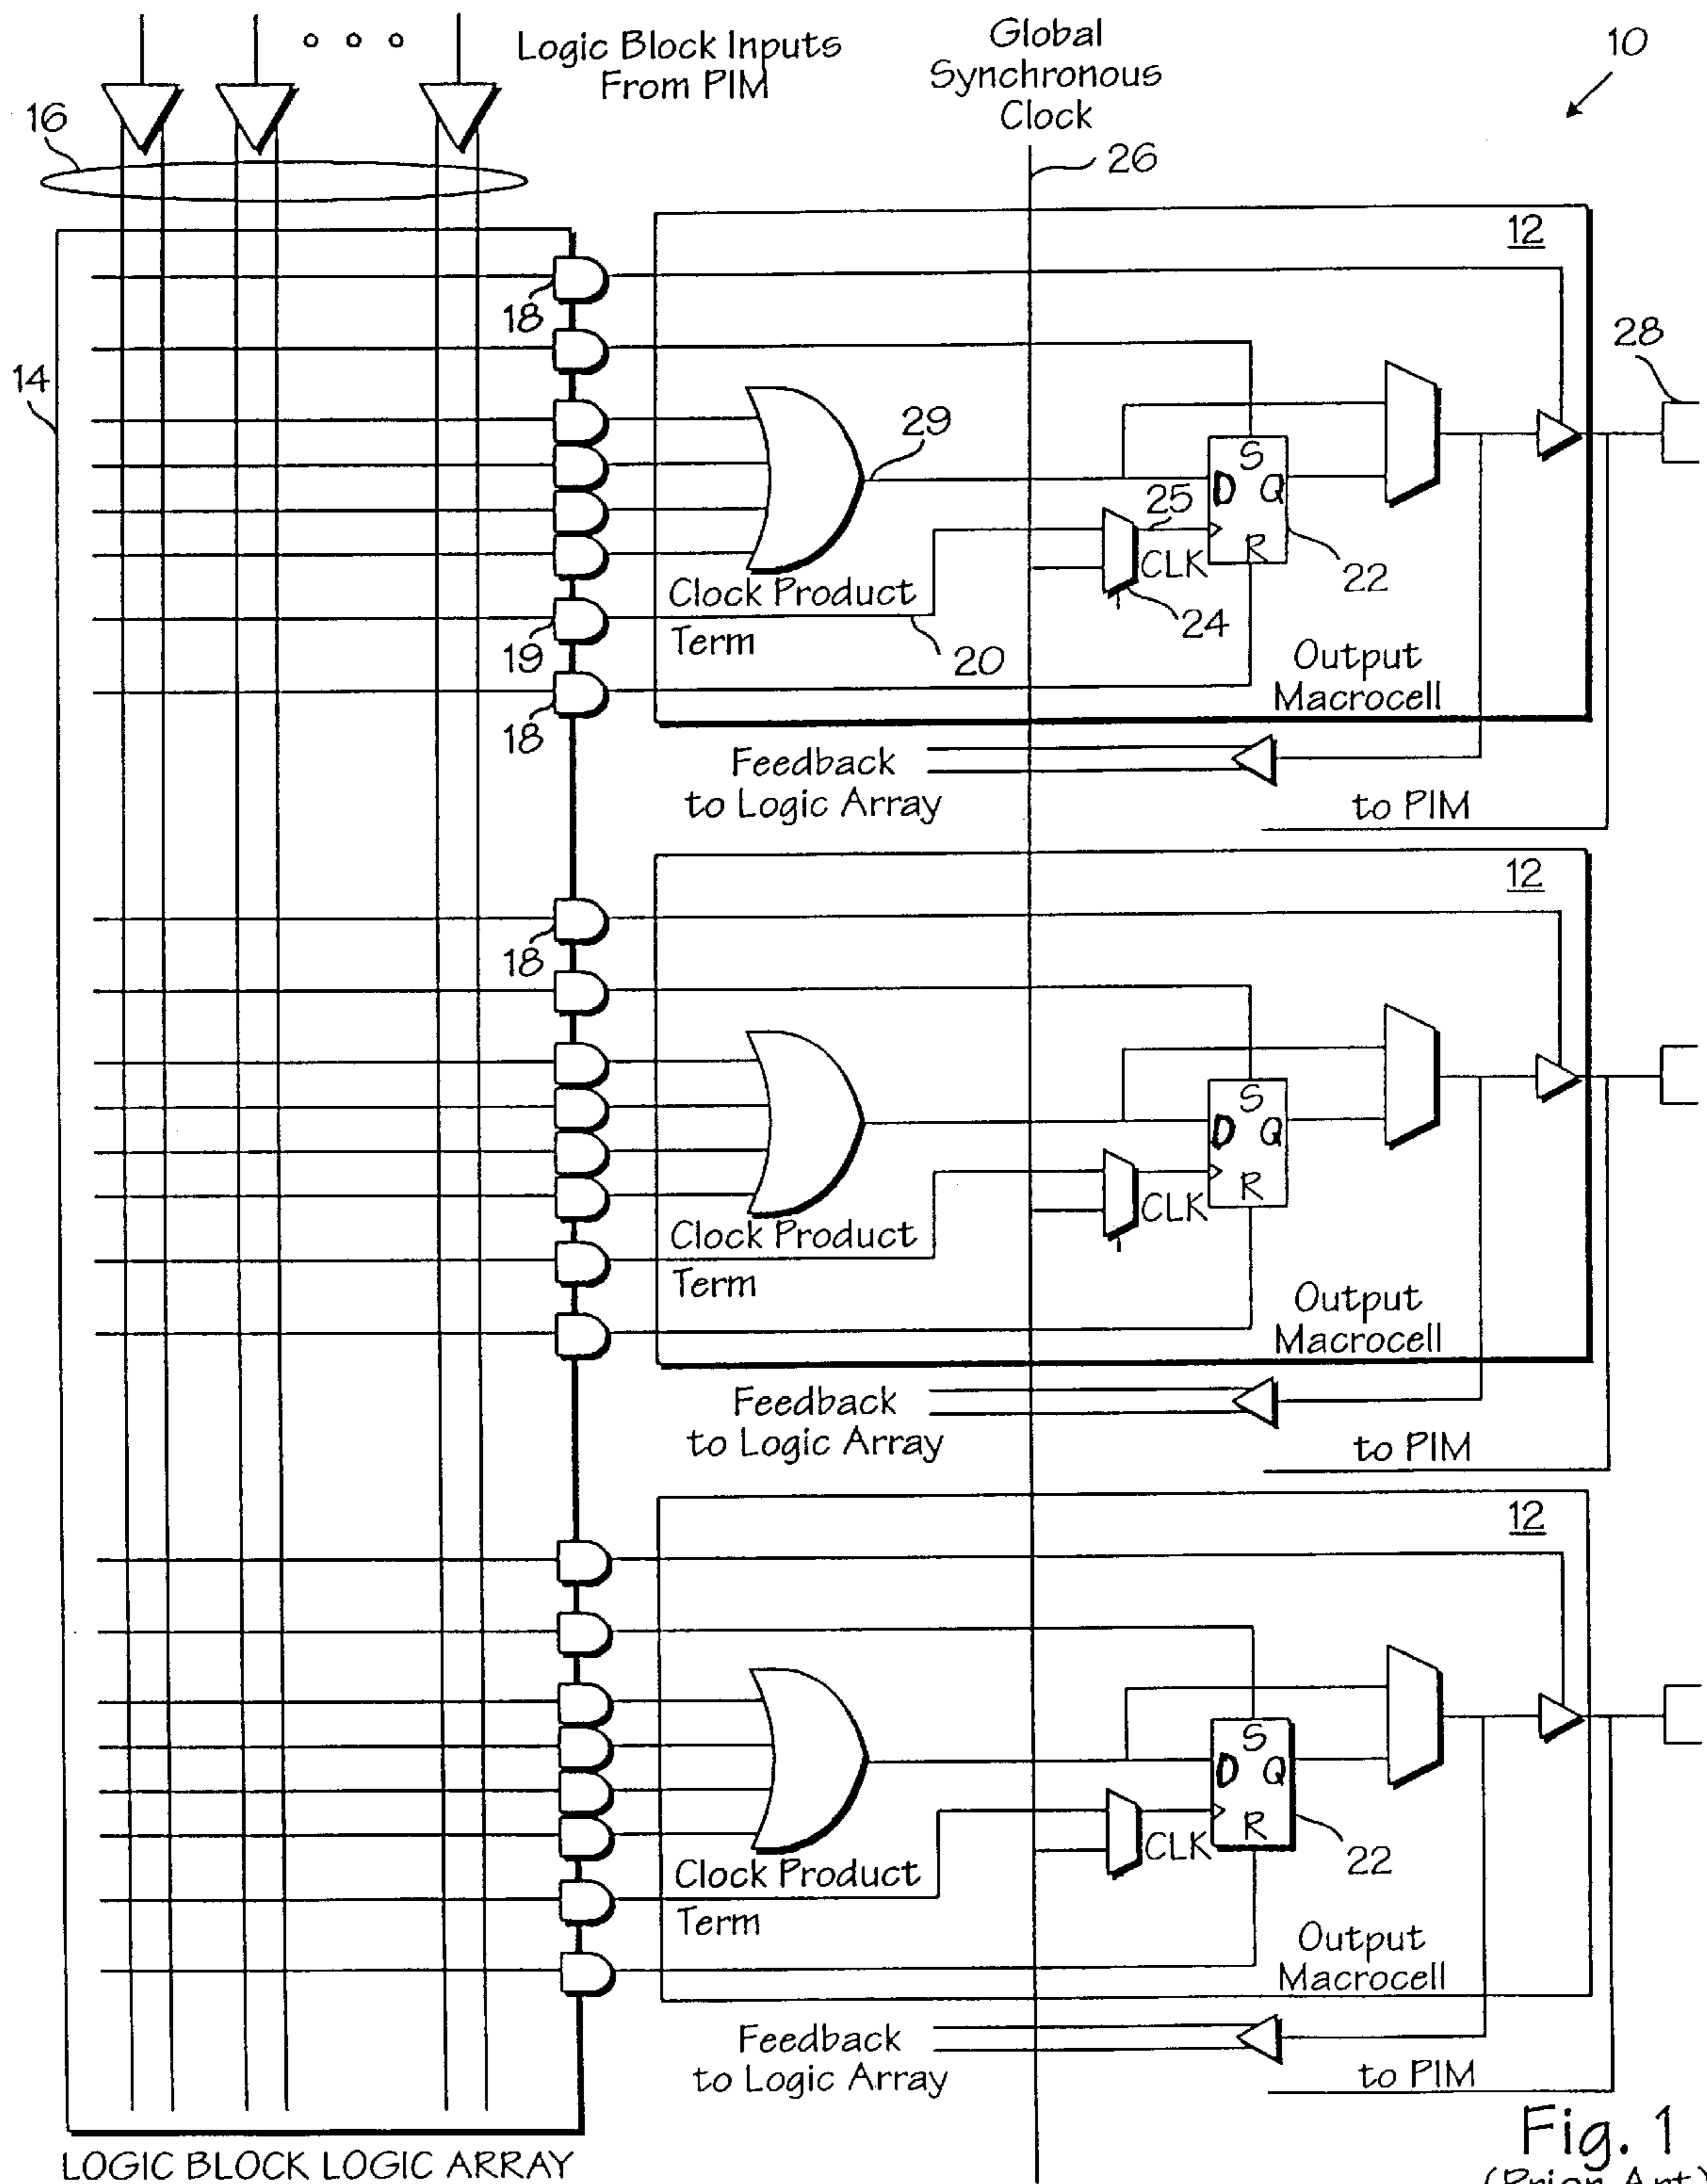 Logic Block Inputs
From PIM
Global
Synchronous
Clock
10
16
26
12
18
28
14
29
S
D Q
25
R
CLK
22
Clock Product
24
Term
19
20
Output
Macrocell
18
Feedback
to Logic Array
to PIM
12
18
S
D Q
R
CLK
Clock Product
Term
Output
Macrocell
Feedback
to Logic Array
to PIM
12
S
D Q
R
CLK
22
Clock Product
Term
Output
Macrocell
Feedback
to Logic Array
to PIM
LOGIC BLOCK LOGIC ARRAY
Fig. 1
(Prior Art)